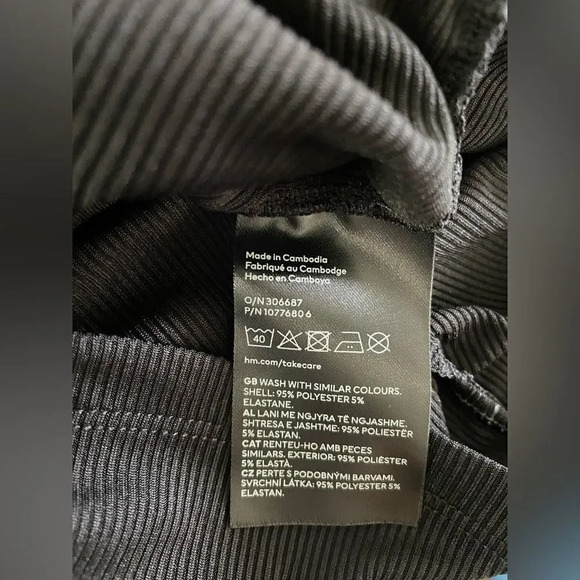 Made in Cambodia
Fabriqué au Cambodge
Hecho en Camboya
O/N 306687
P/N 1077680 6
40
hm.com/takecare
GB WASH WITH SIMILAR COLOURS.
SHELL: 95% POLYESTER 5%
ELASTANE.
AL LANI ME NGJYRA TË NGJASHME.
SHTRESA E JASHTME: 95% POLIESTËR
5% ELASTAN.
CAT RENTEU-HO AMB PECES
SIMILARS. EXTERIOR: 95% POLIÈSTER
5% ELASTÀ.
CZ PERTE S PODOBNÝMI BARVAMI.
SVRCHNÍ LÁTKA: 95% POLYESTER 5%
ELASTAN.